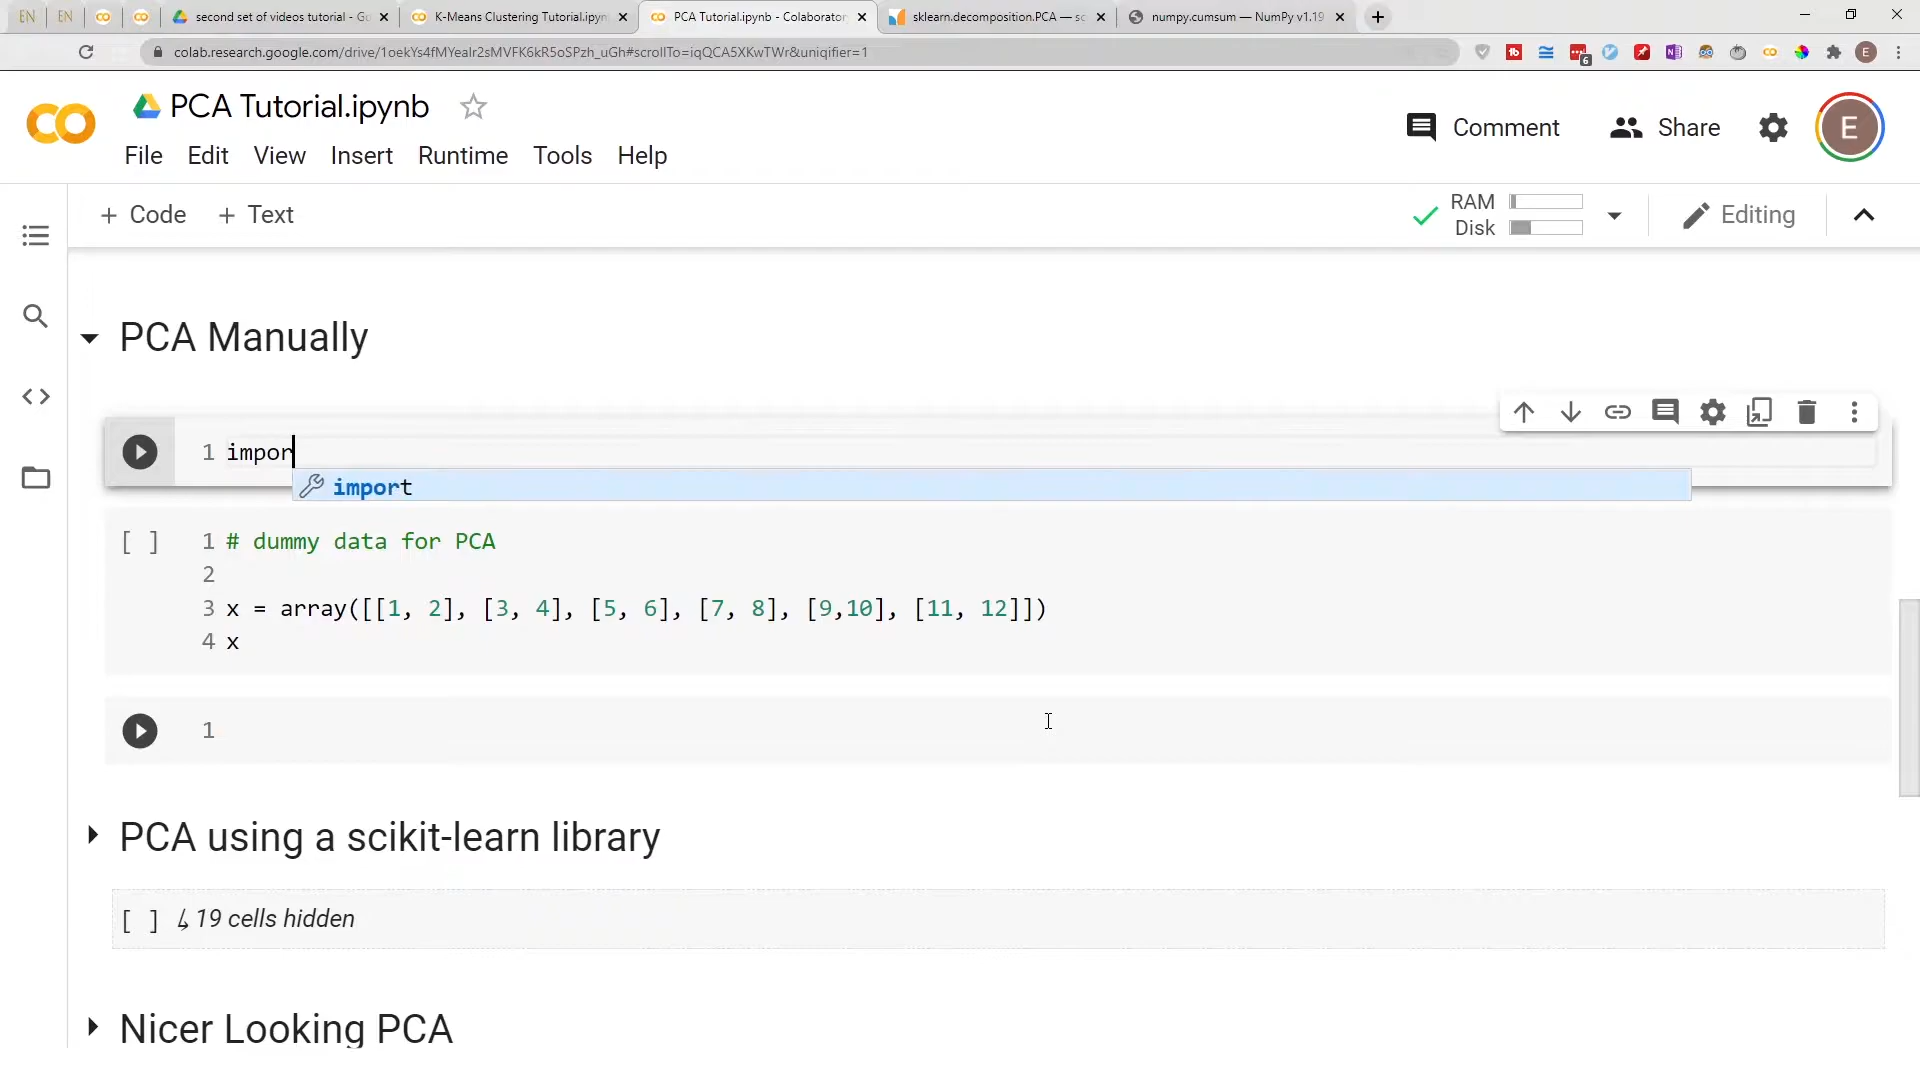 EN
EN
second set of videos tutorial - Go
K-Means Clustering Tutorial.ipyn
PCA Tutorial.ipynb - Colaborator
sklearn.decomposition.PCA — sc
numpy.cumsum — NumPy v1.19
colab.research.google.com/drive/1oekYs4fMYealr2sMVFK6kR5oSPzh_uGh#scrollTo=iqQCA5XKwTWr&uniqifier=1
6
E
CO
PCA Tutorial.ipynb
Comment
Share
E
File Edit View Insert Runtime Tools Help
+ Code + Text
RAM
Disk
Editing
PCA Manually
1 impor
import
[ ] 1 # dummy data for PCA
2
3 x = array([[1, 2], [3, 4], [5, 6], [7, 8], [9,10], [11, 12]])
4 x
1
PCA using a scikit-learn library
[ ] ↳ 19 cells hidden
Nicer Looking PCA